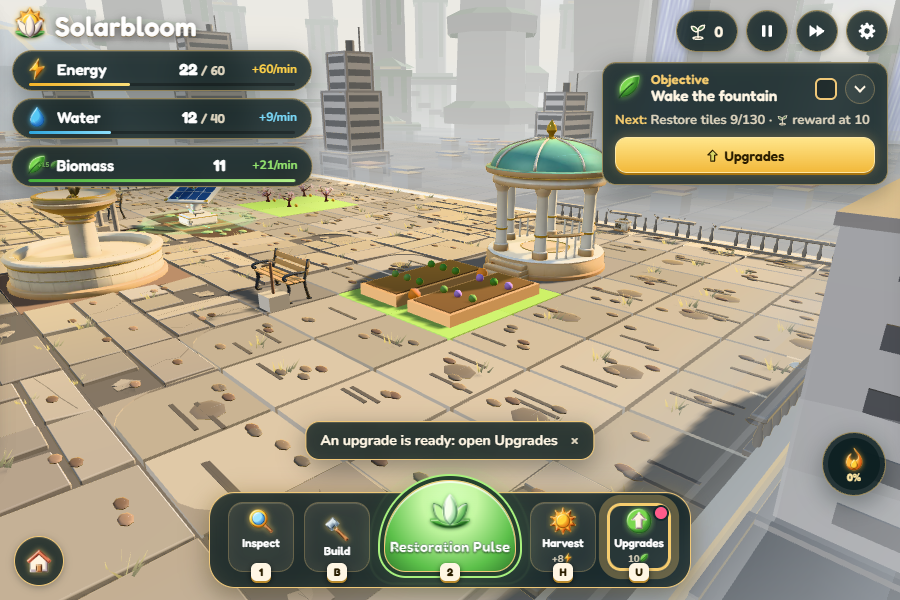 Solarbloom
Energy 22 / 60 +60/min
Water 12 / 40 +9/min
Biomass 11 +21/min
0
Objective
Wake the fountain
Next: Restore tiles 9/130 · reward at 10
Upgrades
An upgrade is ready: open Upgrades ×
0%
Inspect
1
Build
B
Restoration Pulse
2
Harvest
+8
H
Upgrades
10
U